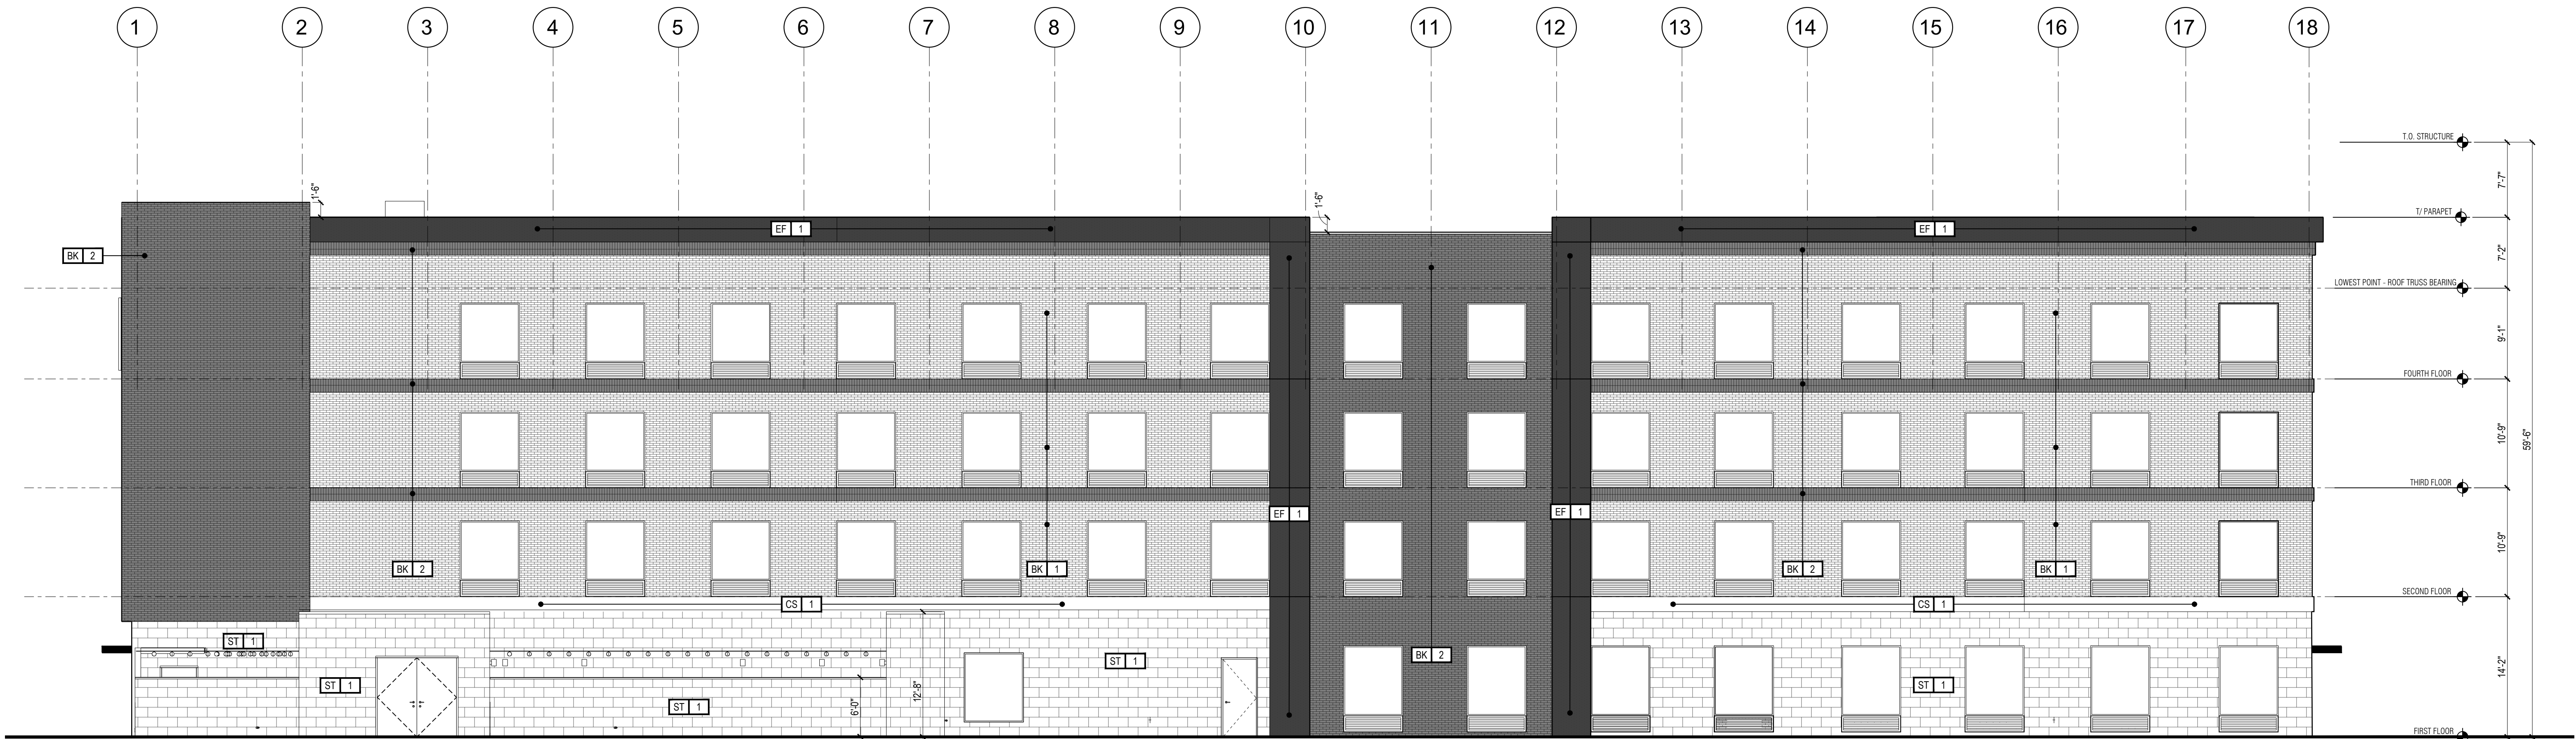 1 2 3 4 5 6 7 8 9 10 11 12 13 14 15 16 17 18
T.O. STRUCTURE
7'-7"
1'-6"
1'-6"
T/ PARAPET
EF 1
EF 1
BK 2
7'-2"
LOWEST POINT - ROOF TRUSS BEARING
9'-1"
FOURTH FLOOR
10'-9"
59'-6"
THIRD FLOOR
EF 1
EF 1
10'-9"
BK 2
BK 1
BK 2
BK 1
SECOND FLOOR
CS 1
CS 1
ST 1
BK 2
ST 1
14'-2"
ST 1
12'-8"
ST 1
6'-0"
ST 1
FIRST FLOOR